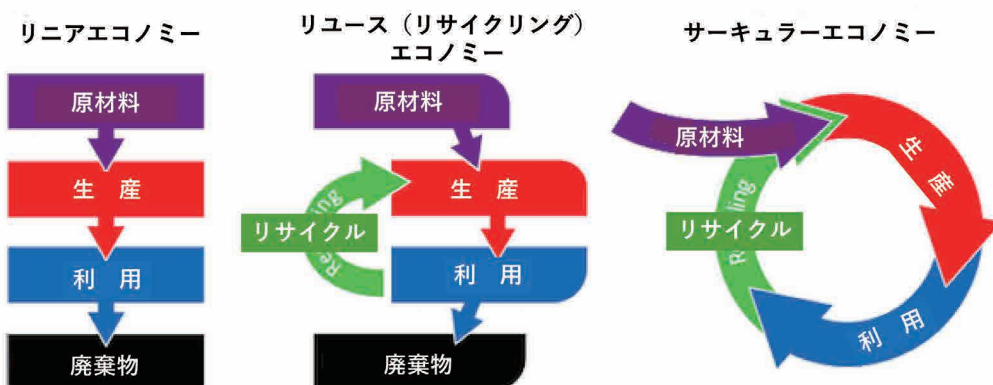 リニアエコノミー
原材料
生　産
利　用
廃棄物
リユース（リサイクリング）
エコノミー
原材料
生　産
リサイクル
利　用
廃棄物
サーキュラーエコノミー
原材料
生　産
リサイクル
利　用